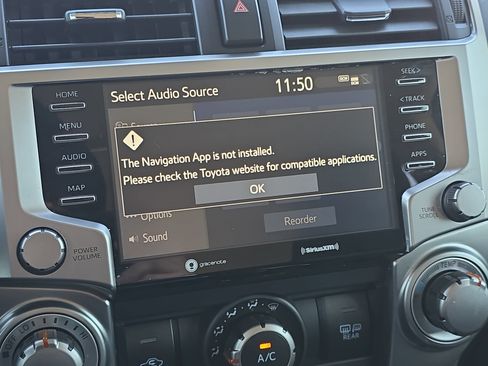 HOME
MENU
AUDIO
MAP
POWER
VOLUME
Select Audio Source
11:50
The Navigation App is not installed.
Please check the Toyota website for compatible applications.
OK
Options
Sound
Reorder
gracenote
SiriusXM
SEEK>
<TRACK
PHONE
APPS
TUNE
SCROLL
A/C
REAR
TEMP
LO